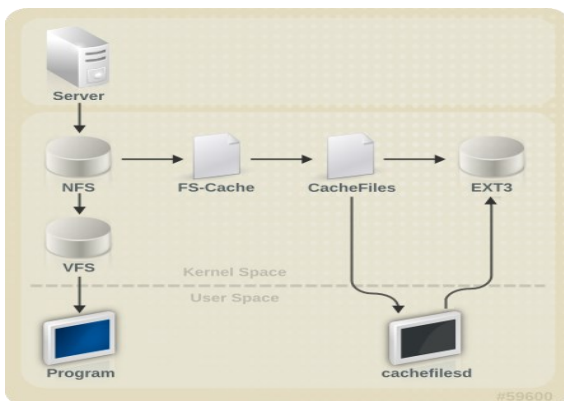 Server
NFS
FS-Cache
CacheFiles
EXT3
VFS
Kernel Space
User Space
Program
cachefilesd
#59600